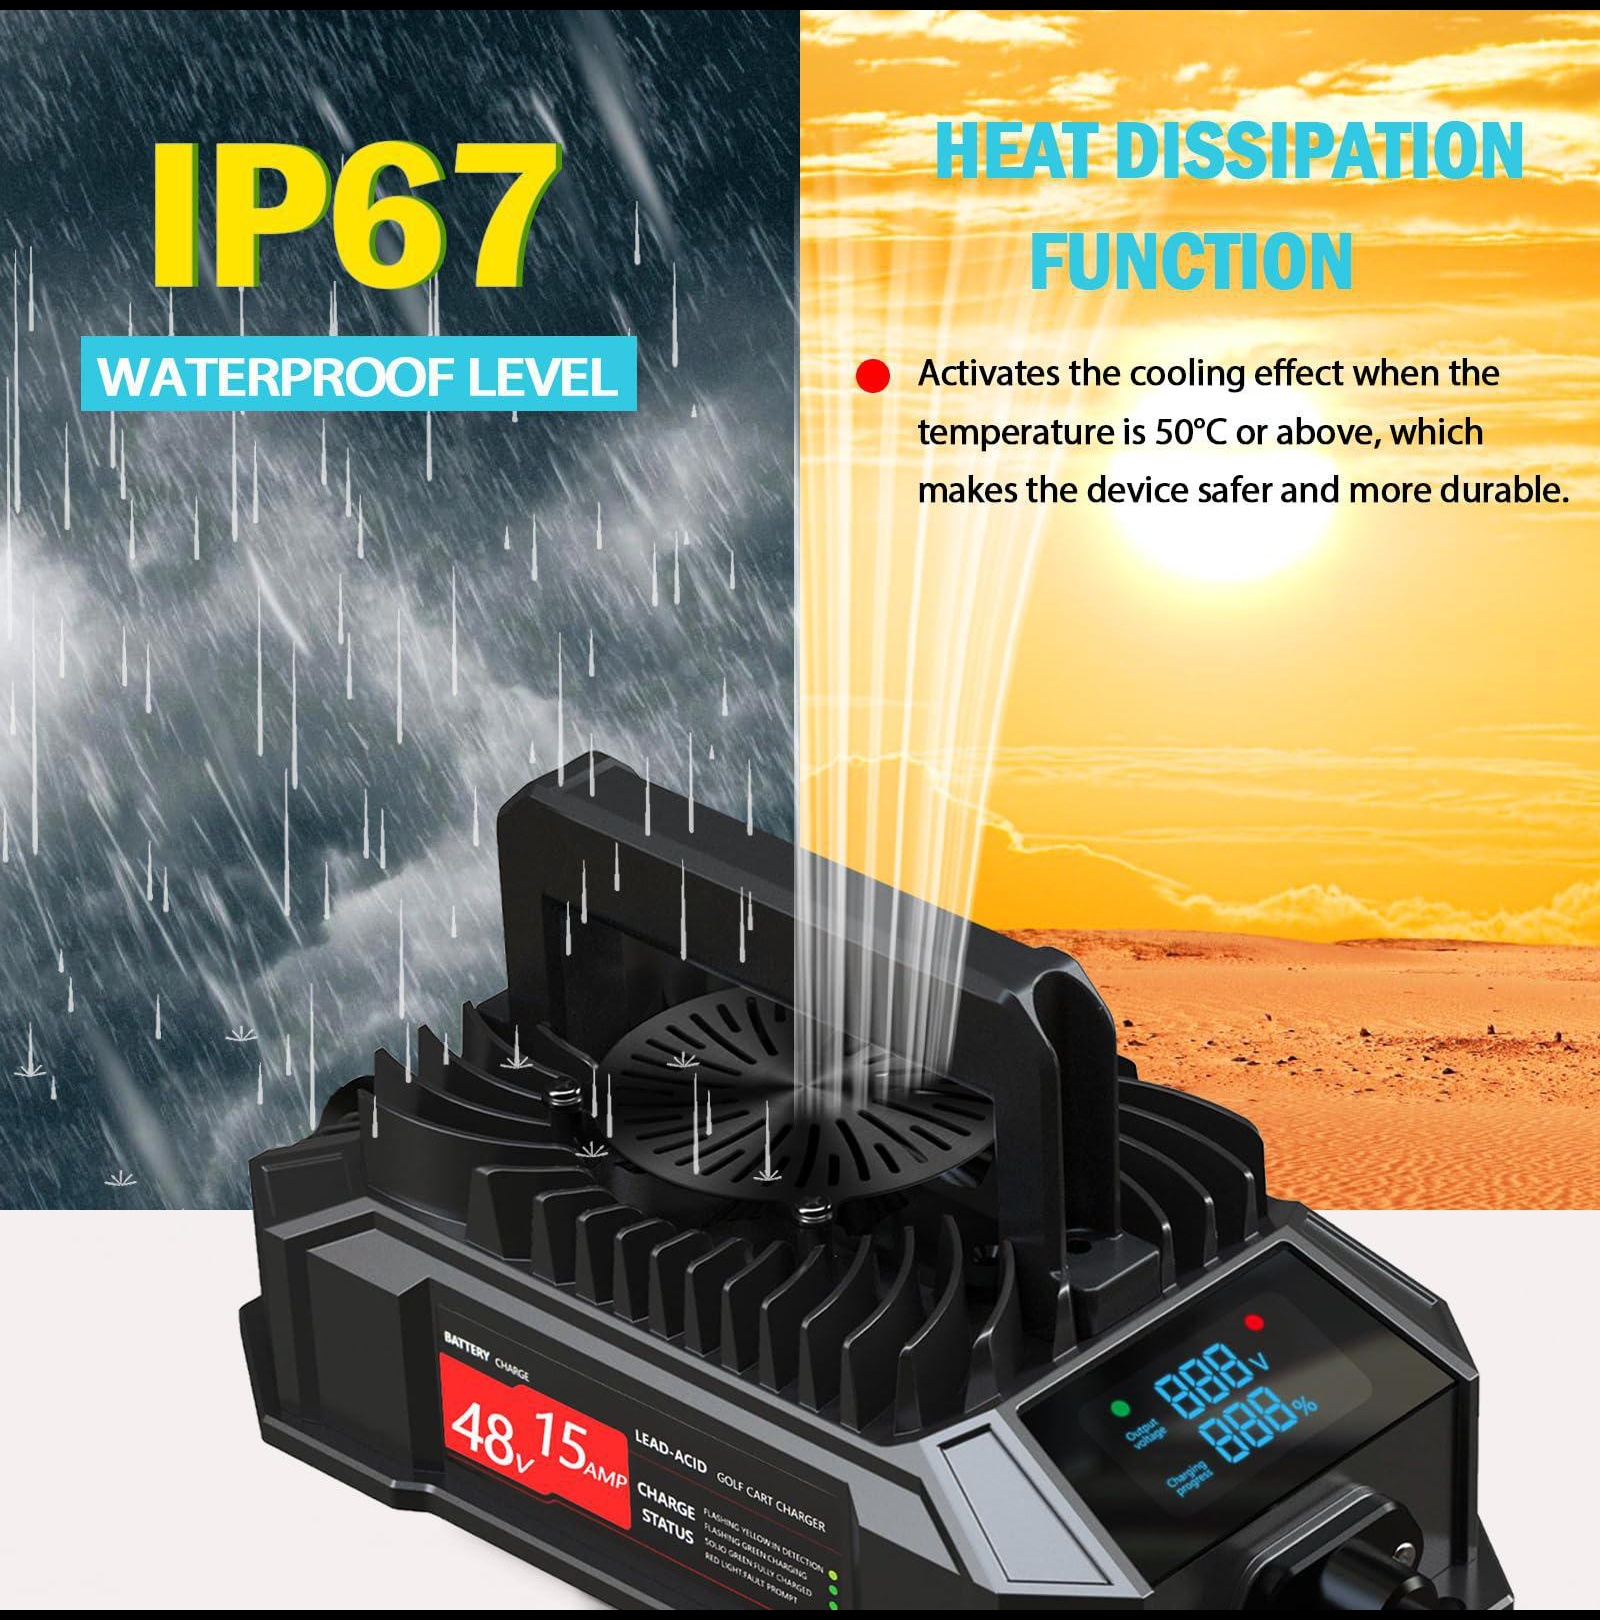 IP67
WATERPROOF LEVEL
HEAT DISSIPATION
FUNCTION
Activates the cooling effect when the
temperature is 50°C or above, which
makes the device safer and more durable.
BATTERY CHARGE
48V 15AMP
LEAD-ACID GOLF CART CHARGER
CHARGE
STATUS
FLASHING YELLOW:IN DETECTION
FLASHING GREEN:CHARGING
SOLID GREEN:FULLY CHARGED
RED LIGHT:FAULT PROMPT
888V
Output
voltage
888%
Charging
progress